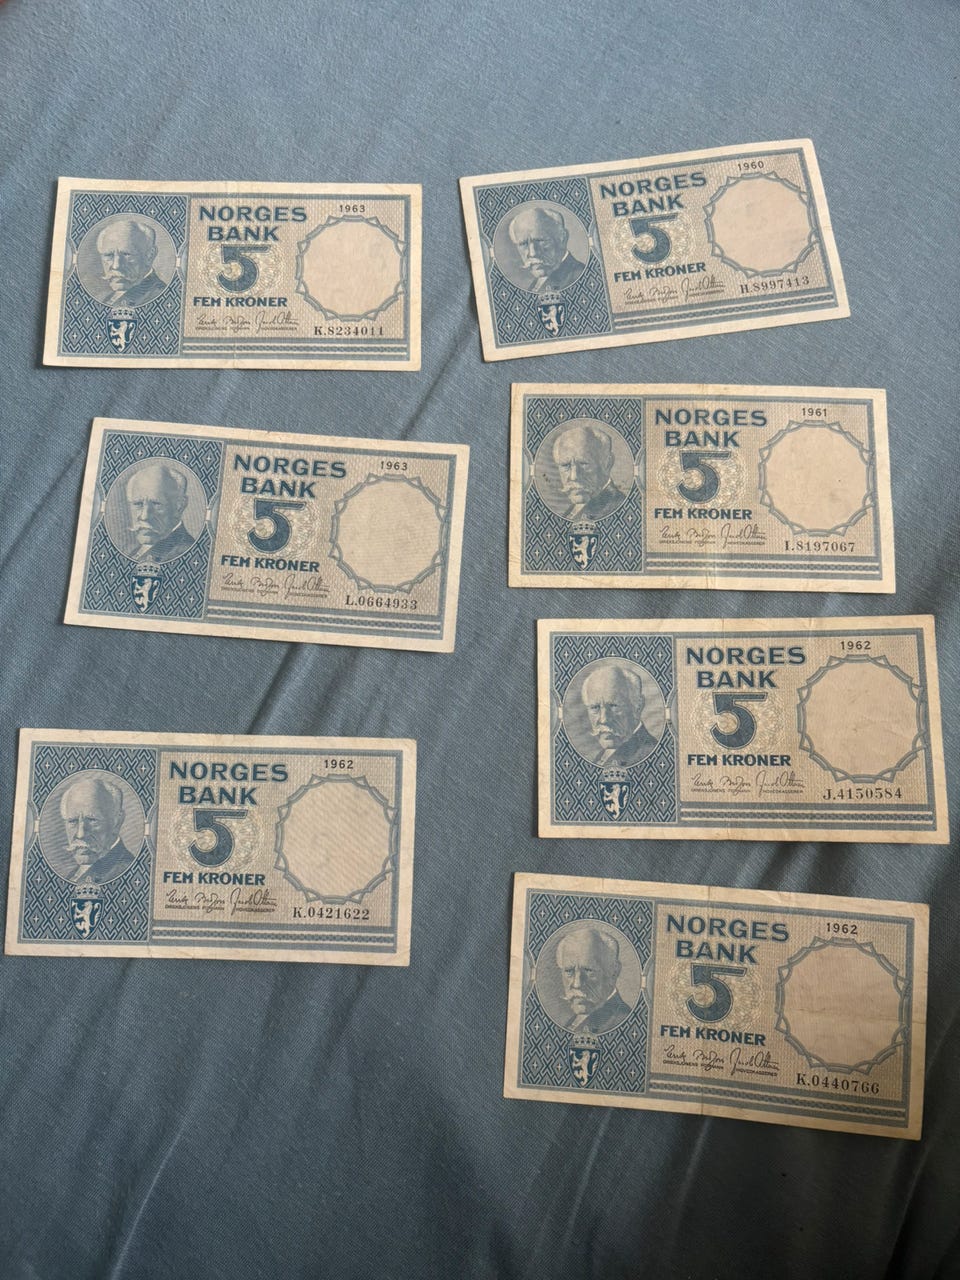 1963
NORGES
BANK
5
FEM KRONER
K.8234011
1960
NORGES
BANK
5
FEM KRONER
H.8997413
1963
NORGES
BANK
5
FEM KRONER
L.0664933
1961
NORGES
BANK
5
FEM KRONER
I.8197067
1962
NORGES
BANK
5
FEM KRONER
J.4150584
1962
NORGES
BANK
5
FEM KRONER
K.0421622
1962
NORGES
BANK
5
FEM KRONER
K.0440766